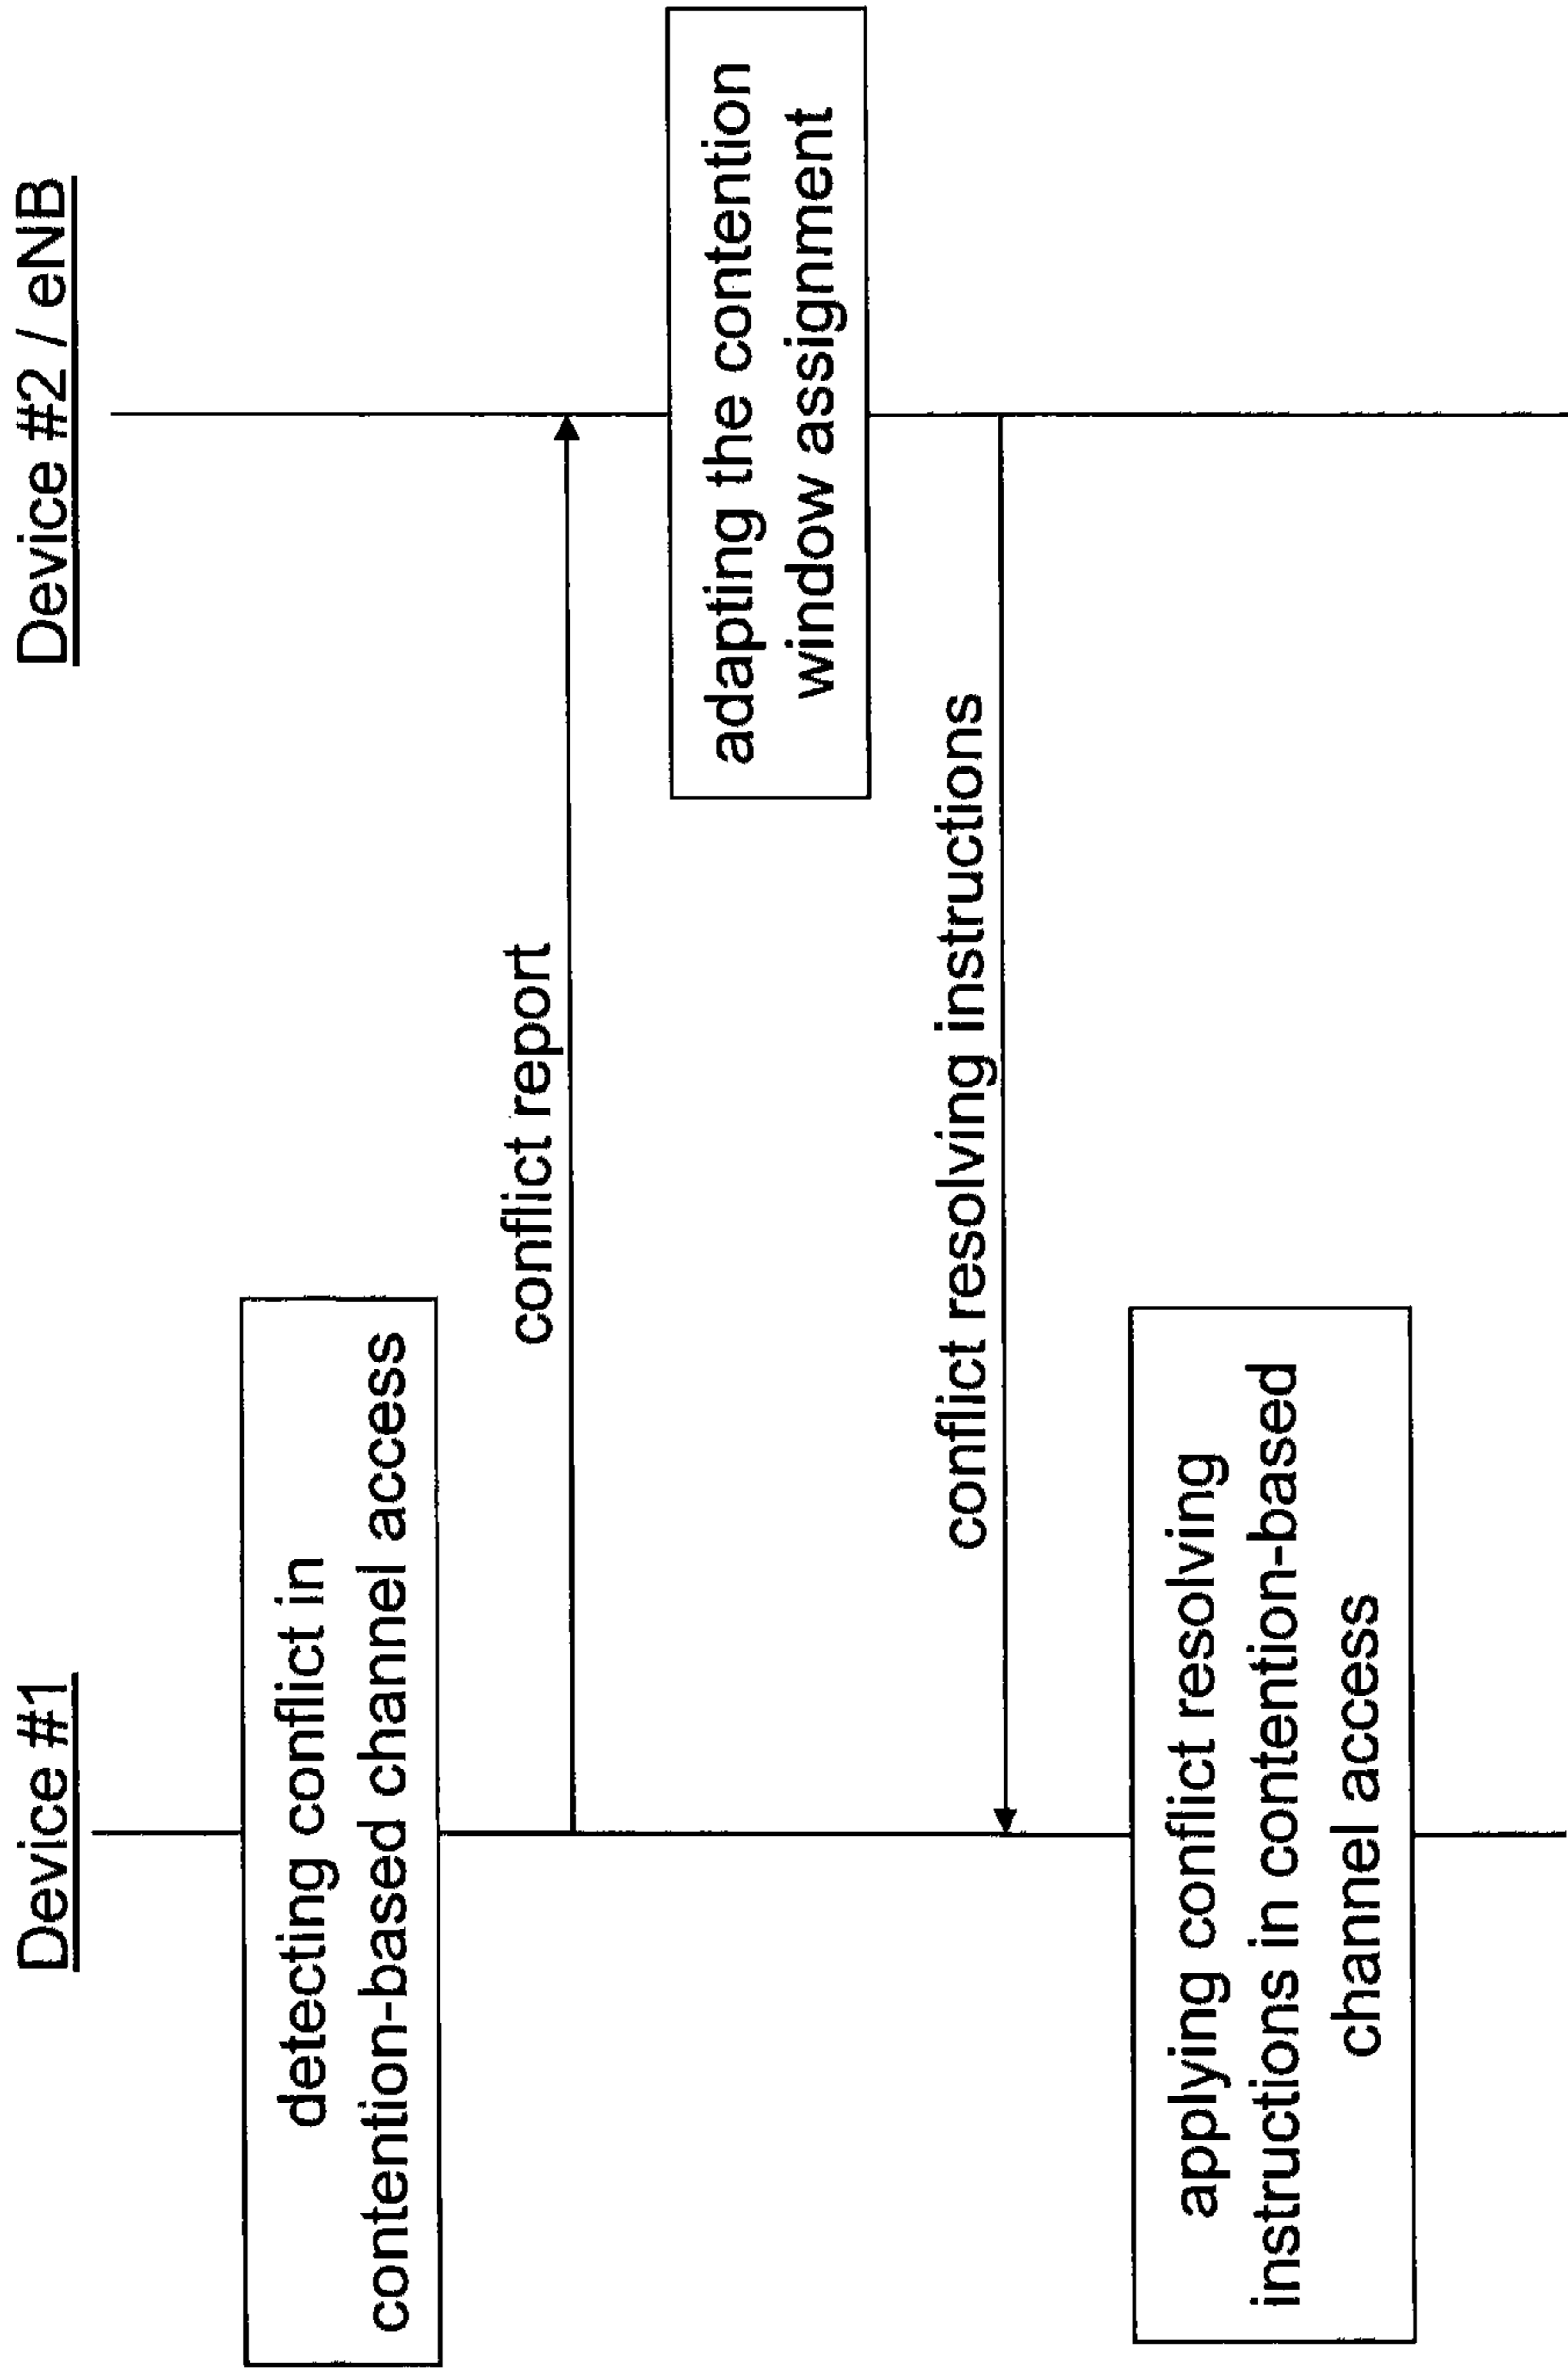 Device #1
Device #2 / eNB
detecting conflict in
contention-based channel access
conflict report
adapting the contention
window assignment
conflict resolving instructions
applying conflict resolving
instructions in contention-based
channel access